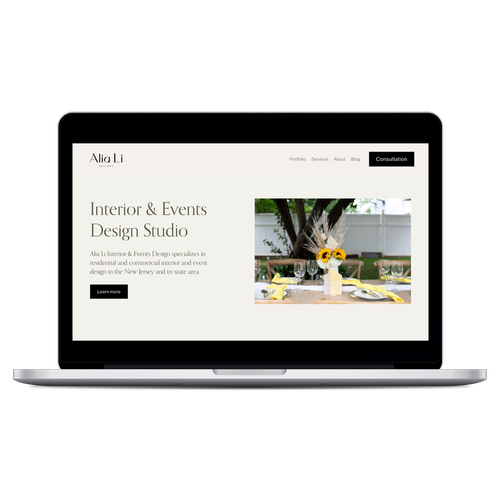 Alia Li
DESIGNS
Portfolio Services About Blog Consultation
Interior & Events
Design Studio
Alia Li Interior & Events Design specializes in
residential and commercial interior and event
design in the New Jersey and tri-state area.
Learn more